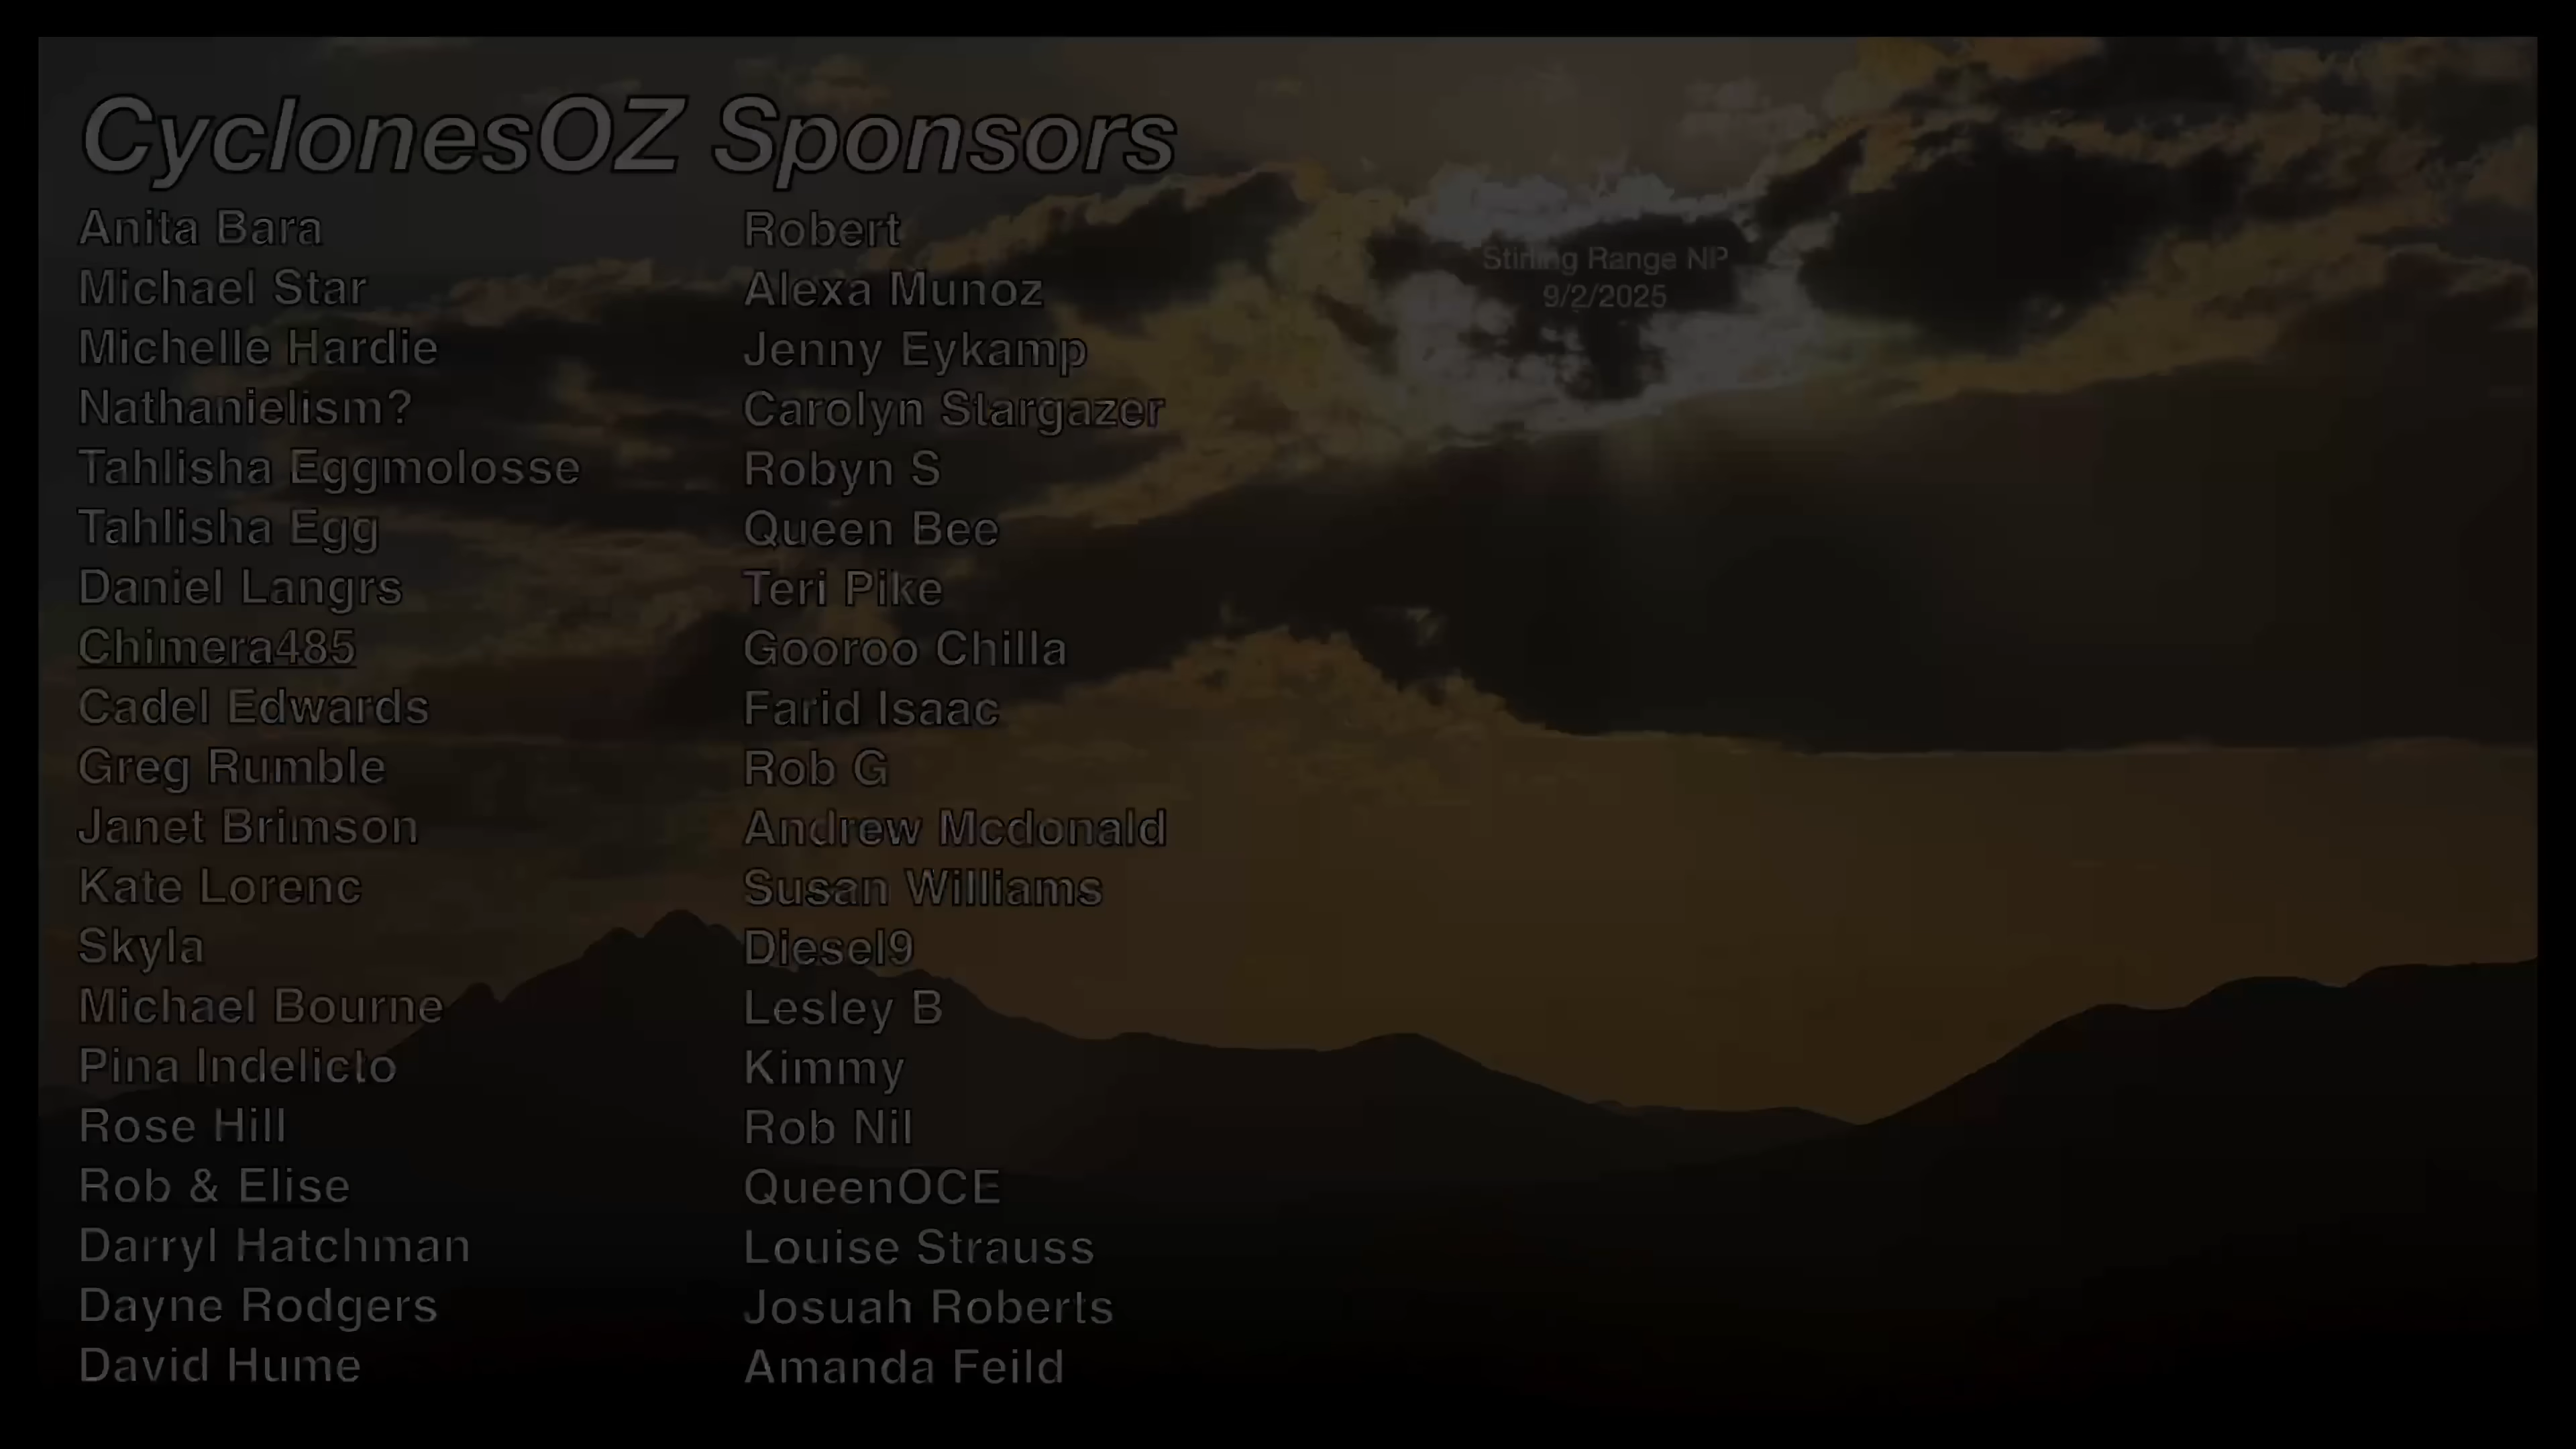 CyclonesOZ Sponsors
Anita Bara
Michael Star
Michelle Hardie
Nathanielism?
Tahlisha Eggmolosse
Tahlisha Egg
Daniel Langrs
Chimera485
Cadel Edwards
Greg Rumble
Janet Brimson
Kate Lorenc
Skyla
Michael Bourne
Pina Indelicto
Rose Hill
Rob & Elise
Darryl Hatchman
Dayne Rodgers
David Hume
Robert
Alexa Munoz
Jenny Eykamp
Carolyn Stargazer
Robyn S
Queen Bee
Teri Pike
Gooroo Chilla
Farid Isaac
Rob G
Andrew Mcdonald
Susan Williams
Diesel9
Lesley B
Kimmy
Rob Nil
QueenOCE
Louise Strauss
Josuah Roberts
Amanda Feild
Stirling Range NP
9/2/2025